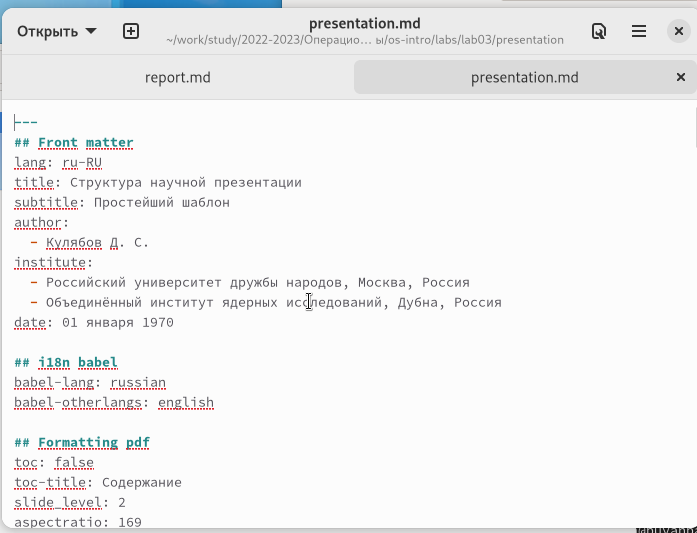 Открыть
presentation.md
~/work/study/2022-2023/Операцио… ы/os-intro/labs/lab03/presentation
report.md
presentation.md
---
## Front matter
lang: ru-RU
title: Структура научной презентации
subtitle: Простейший шаблон
author:
- Кулябов Д. С.
institute:
- Российский университет дружбы народов, Москва, Россия
- Объединённый институт ядерных исследований, Дубна, Россия
date: 01 января 1970
## i18n babel
babel-lang: russian
babel-otherlangs: english
## Formatting pdf
toc: false
toc-title: Содержание
slide_level: 2
aspectratio: 169